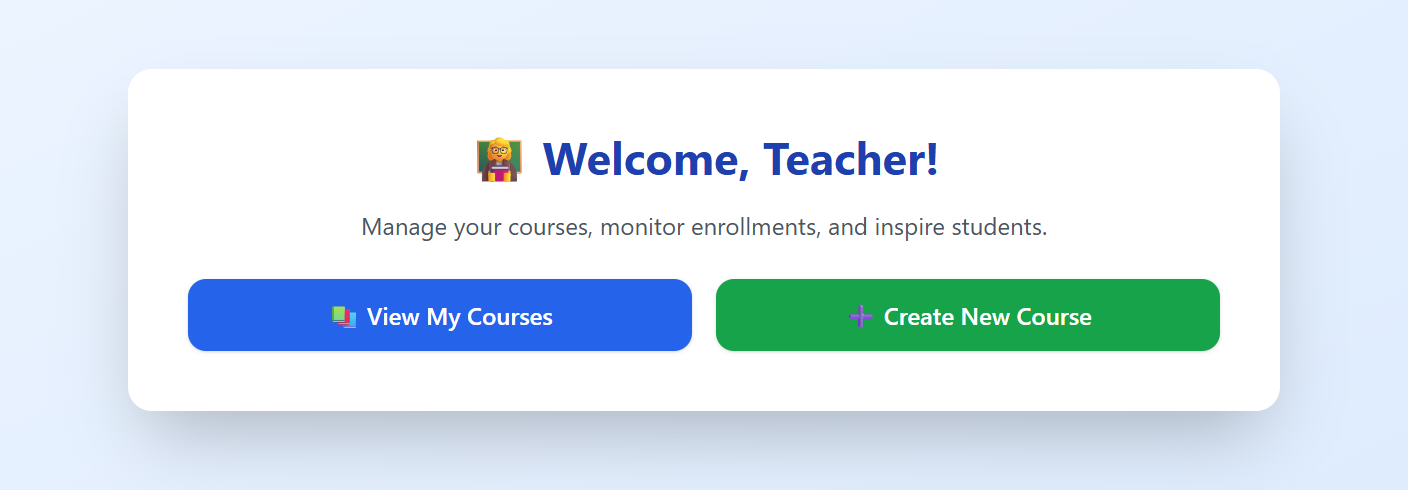 Welcome, Teacher!
Manage your courses, monitor enrollments, and inspire students.
View My Courses
Create New Course